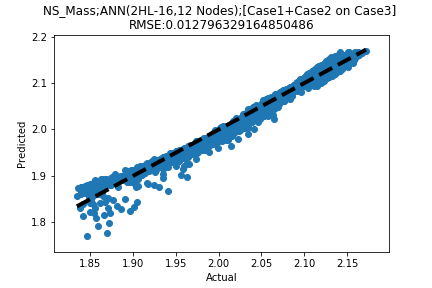 NS_Mass;ANN(2HL-16,12 Nodes);[Case1+Case2 on Case3]
RMSE:0.012796329164850486
2.2
2.1
2.0
1.9
1.8
Predicted
1.85 1.90 1.95 2.00 2.05 2.10 2.15
Actual